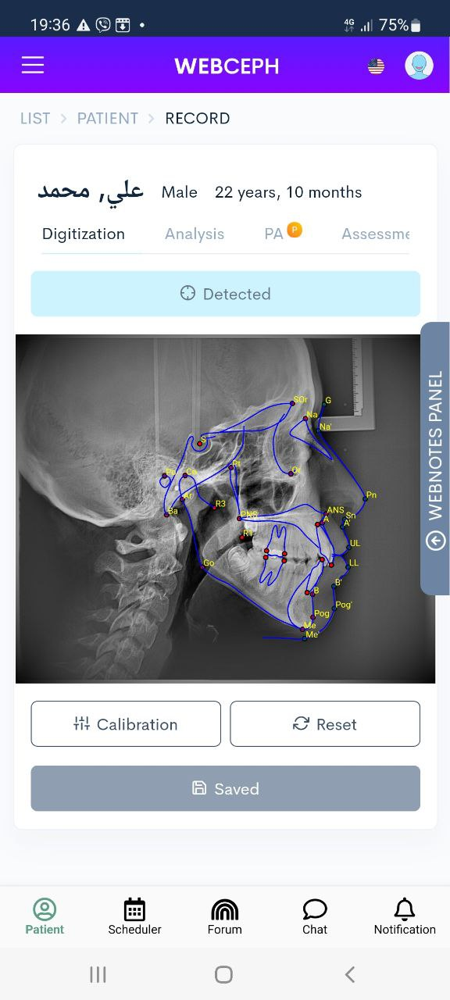 19:36 4G 75%
WEBCEPH
LIST > PATIENT > RECORD
علي, محمد Male 22 years, 10 months
Digitization Analysis PA P Assessme
Detected
WEBNOTES PANEL
SOr G
Na
Na'
S
Pt
Po Co Or
Ar Pn
R3
Ba PNS ANS Sn
A A'
R1
UL
Go LL
B B'
Pog Pog'
Me
Me'
Calibration Reset
Saved
Patient Scheduler Forum Chat Notification